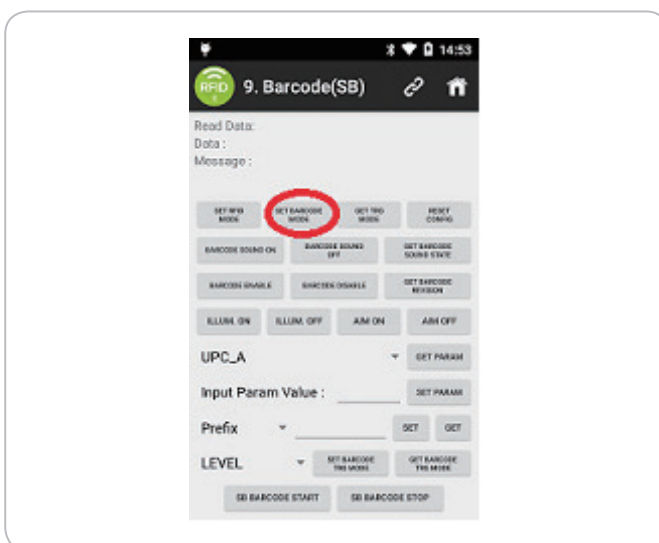 14:53
RFID 9. Barcode(SB)
Read Data:
Data :
Message :
SET RFID MODE SET BARCODE MODE GET TRG MODE RESET CONFIG
BARCODE SOUND ON BARCODE SOUND OFF GET BARCODE SOUND STATE
BARCODE ENABLE BARCODE DISABLE GET BARCODE REVISION
ILLUM. ON ILLUM. OFF AIM ON AIM OFF
UPC_A GET PARAM
Input Param Value : SET PARAM
Prefix SET GET
LEVEL SET BARCODE TRG MODE GET BARCODE TRG MODE
SB BARCODE START SB BARCODE STOP